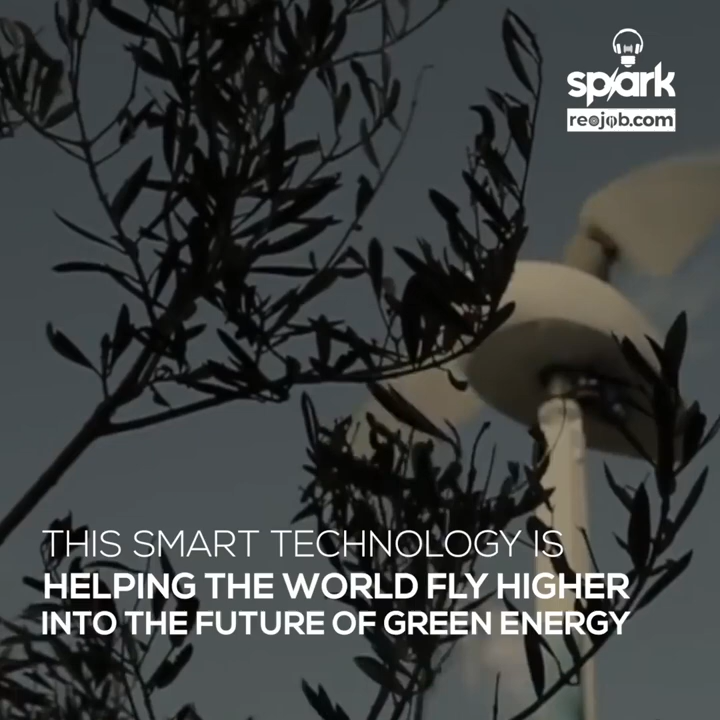 spark
reojob.com
THIS SMART TECHNOLOGY IS
HELPING THE WORLD FLY HIGHER
INTO THE FUTURE OF GREEN ENERGY